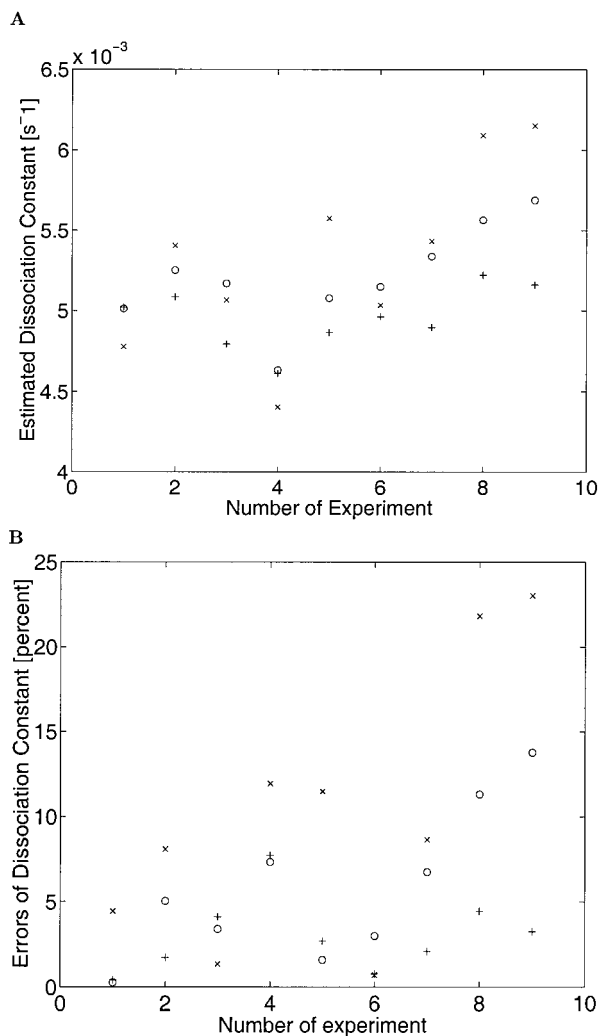 A
x 10⁻³
6.5
6
5.5
5
4.5
4
Estimated Dissociation Constant [s⁻1]
0 2 4 6 8 10
Number of Experiment
B
25
20
15
10
5
0
Errors of Dissociation Constant [percent]
0 2 4 6 8 10
Number of experiment